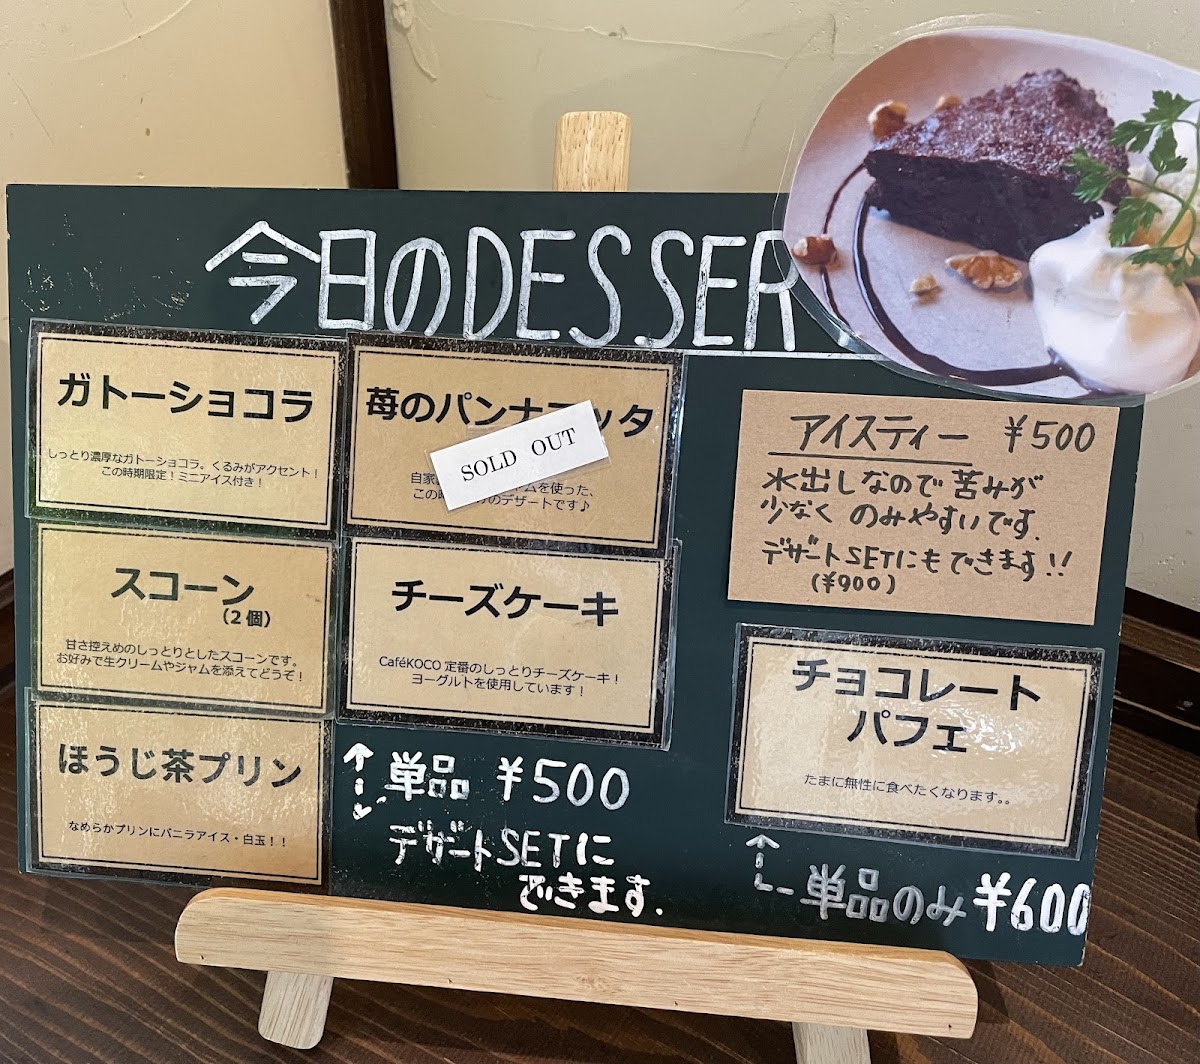 今日のDESSER
ガトーショコラ
しっとり濃厚なガトーショコラ。くるみがアクセント！
この時期限定！ミニアイス付き！
苺のパンナコッタ
SOLD OUT
自家
ムを使った、
この時
のデザートです♪
スコーン
（2個）
甘さ控えめのしっとりとしたスコーンです。
お好みで生クリームやジャムを添えてどうぞ！
チーズケーキ
CaféKOCO 定番のしっとりチーズケーキ！
ヨーグルトを使用しています！
ほうじ茶プリン
なめらかプリンにバニラアイス・白玉！！
単品 ¥500
デザートSETに
できます.
アイスティー ¥500
水出しなので苦みが
少なく のみやすいです.
デザートSETにもできます!!
(¥900)
チョコレート
パフェ
たまに無性に食べたくなります。。
単品のみ ¥600